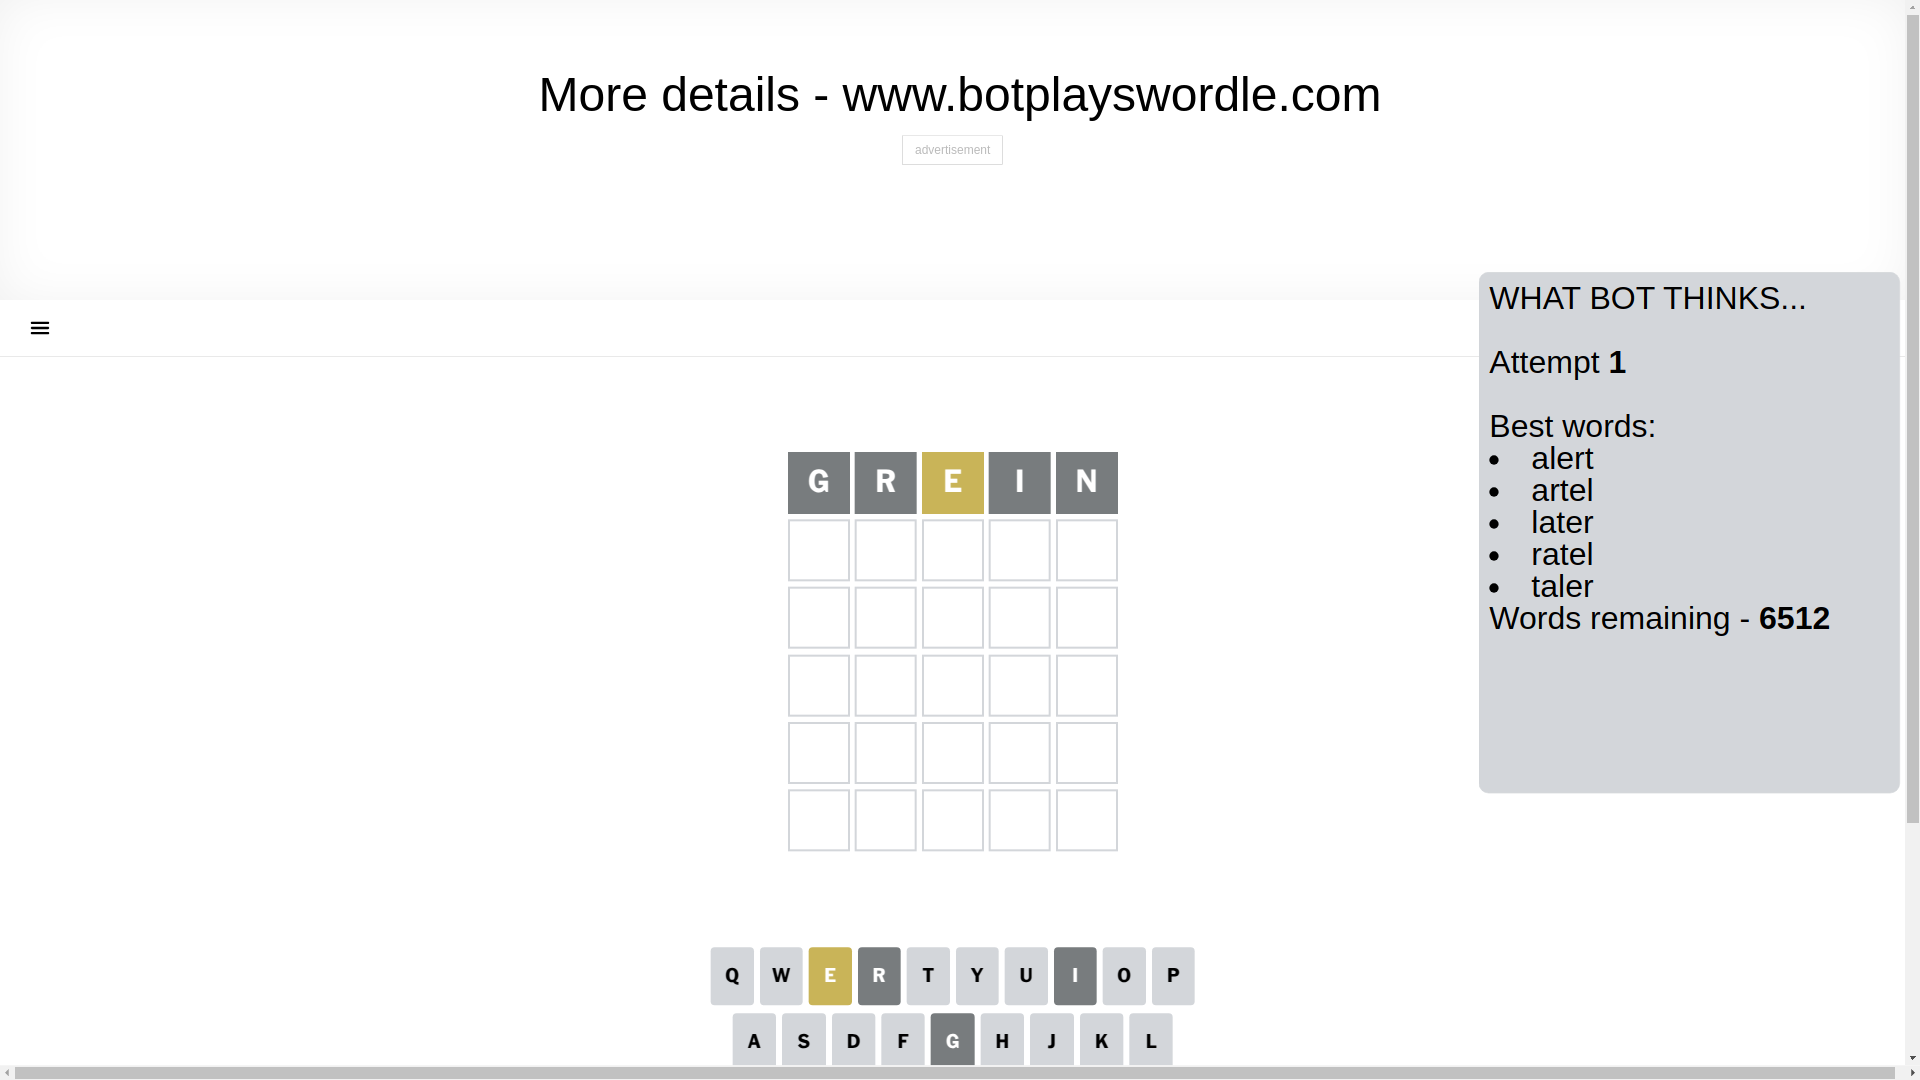 More details - www.botplayswordle.com
advertisement
WHAT BOT THINKS...
Attempt 1
Best words:
• alert
• artel
• later
• ratel
• taler
Words remaining - 6512
G R E I N
Q W E R T Y U I O P
A S D F G H J K L